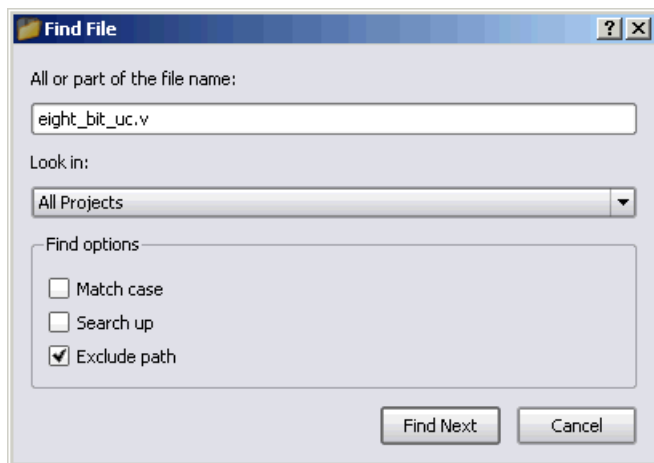 Find File
All or part of the file name:
eight_bit_uc.v
Look in:
All Projects
Find options
Match case
Search up
Exclude path
Find Next Cancel